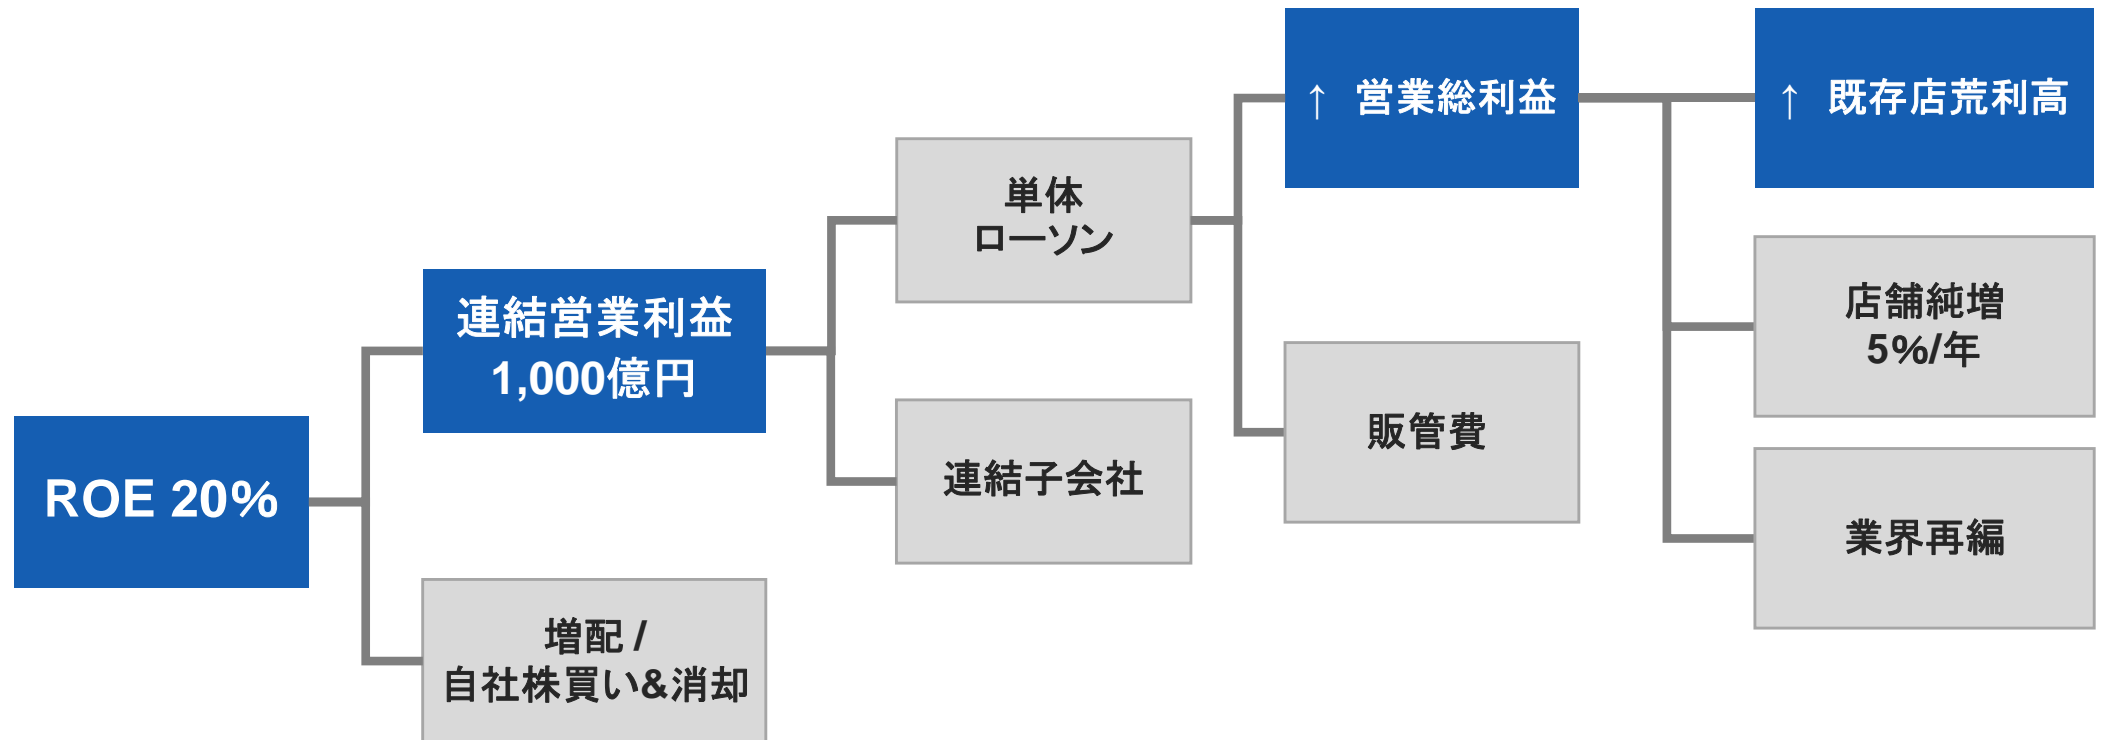 ROE 20%
連結営業利益
1,000億円
増配 /
自社株買い&消却
単体
ローソン
連結子会社
↑ 営業総利益
販管費
↑ 既存店荒利高
店舗純増
5%/年
業界再編